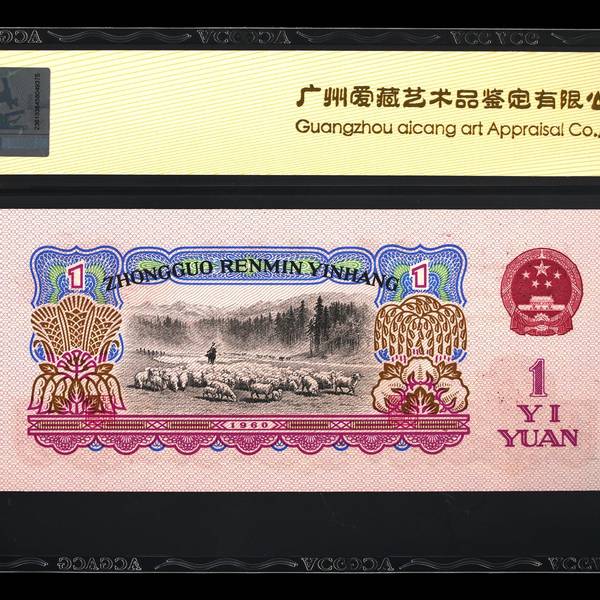 广州爱藏艺术品鉴定有限公
Guangzhou aicang art Appraisal Co.,
ZHONGGUO RENMIN YINHANG
1
1
1
YI
YUAN
1960